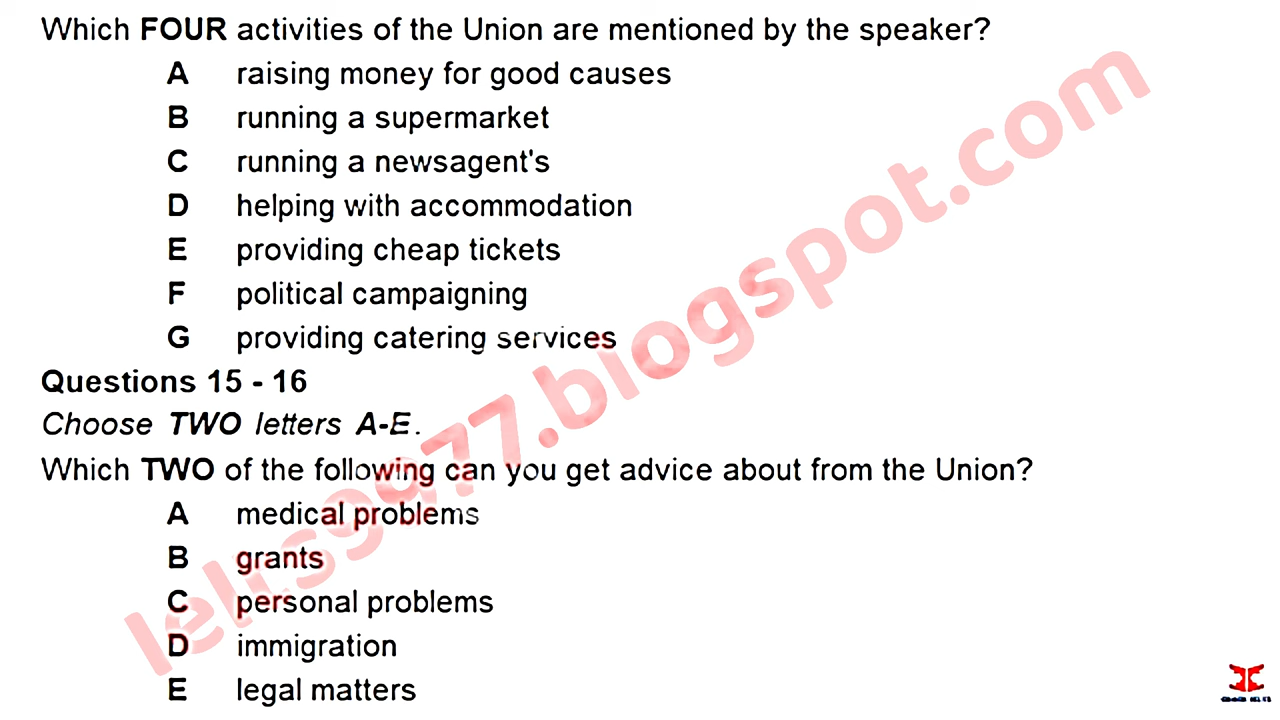 Which FOUR activities of the Union are mentioned by the speaker?
A raising money for good causes
B running a supermarket
C running a newsagent's
D helping with accommodation
E providing cheap tickets
F political campaigning
G providing catering services
Questions 15 - 16
Choose TWO letters A-E.
Which TWO of the following can you get advice about from the Union?
A medical problems
B grants
C personal problems
D immigration
E legal matters
Ielts9977.blogspot.com